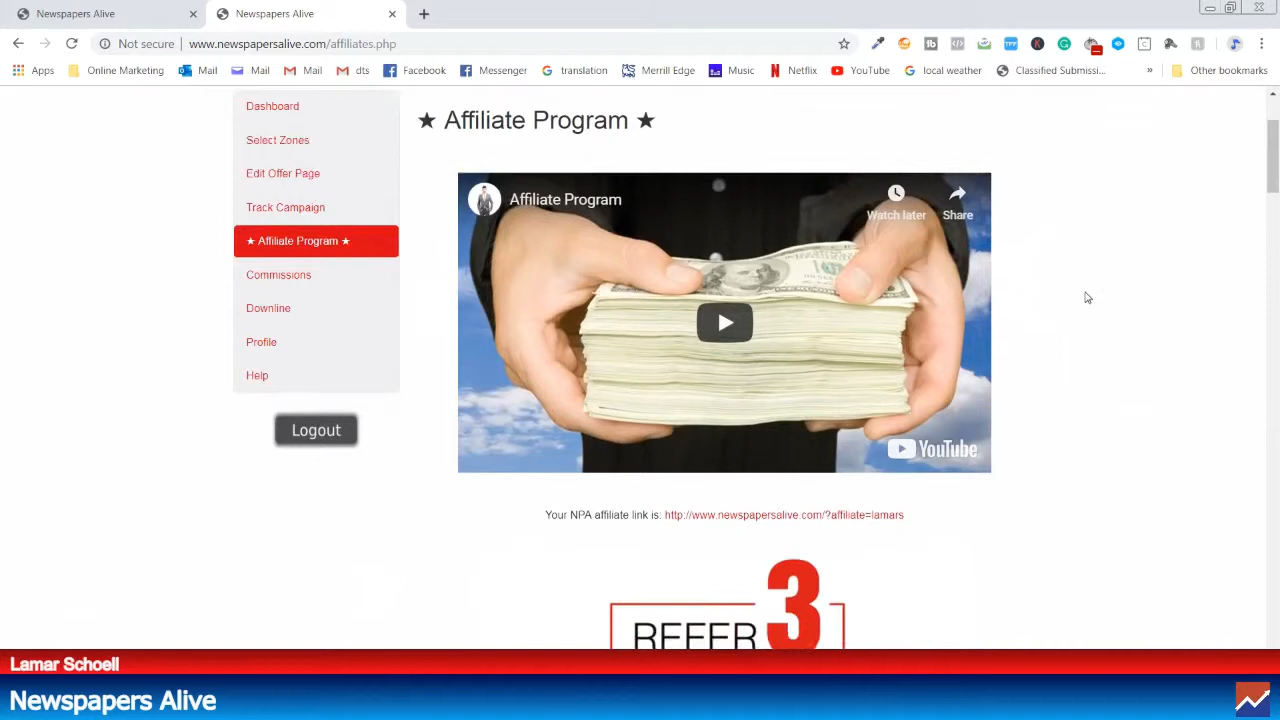 Newspapers Alive
Newspapers Alive
Not secure
www.newspapersalive.com/affiliates.php
Apps
Online Marketing
Mail
Mail
Mail
dts
Facebook
Messenger
translation
Merrill Edge
Music
Netflix
YouTube
local weather
Classified Submissi...
»
Other bookmarks
Dashboard
Select Zones
Edit Offer Page
Track Campaign
★ Affiliate Program ★
Commissions
Downline
Profile
Help
Logout
★ Affiliate Program ★
Affiliate Program
Watch later
Share
YouTube
Your NPA affiliate link is: http://www.newspapersalive.com/?affiliate=lamars
REFER 3
Lamar Schoell
Newspapers Alive